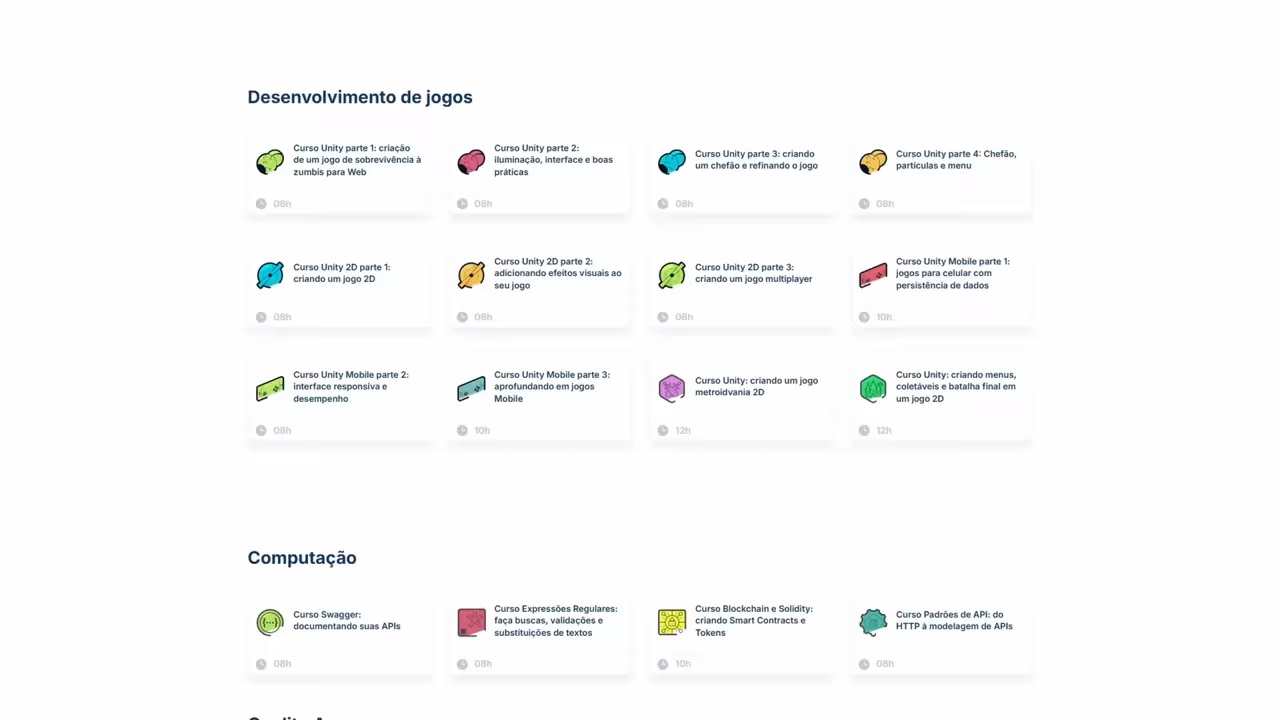 Desenvolvimento de jogos
Curso Unity parte 1: criação
de um jogo de sobrevivência à
zumbis para Web
08h
Curso Unity parte 2:
iluminação, interface e boas
práticas
08h
Curso Unity parte 3: criando
um chefão e refinando o jogo
08h
Curso Unity parte 4: Chefão,
partículas e menu
08h
Curso Unity 2D parte 1:
criando um jogo 2D
08h
Curso Unity 2D parte 2:
adicionando efeitos visuais ao
seu jogo
08h
Curso Unity 2D parte 3:
criando um jogo multiplayer
08h
Curso Unity Mobile parte 1:
jogos para celular com
persistência de dados
10h
Curso Unity Mobile parte 2:
interface responsiva e
desempenho
08h
Curso Unity Mobile parte 3:
aprofundando em jogos
Mobile
10h
Curso Unity: criando um jogo
metroidvania 2D
12h
Curso Unity: criando menus,
coletáveis e batalha final em
um jogo 2D
12h
Computação
Curso Swagger:
documentando suas APIs
08h
Curso Expressões Regulares:
faça buscas, validações e
substituições de textos
08h
Curso Blockchain e Solidity:
criando Smart Contracts e
Tokens
10h
Curso Padrões de API: do
HTTP à modelagem de APIs
08h